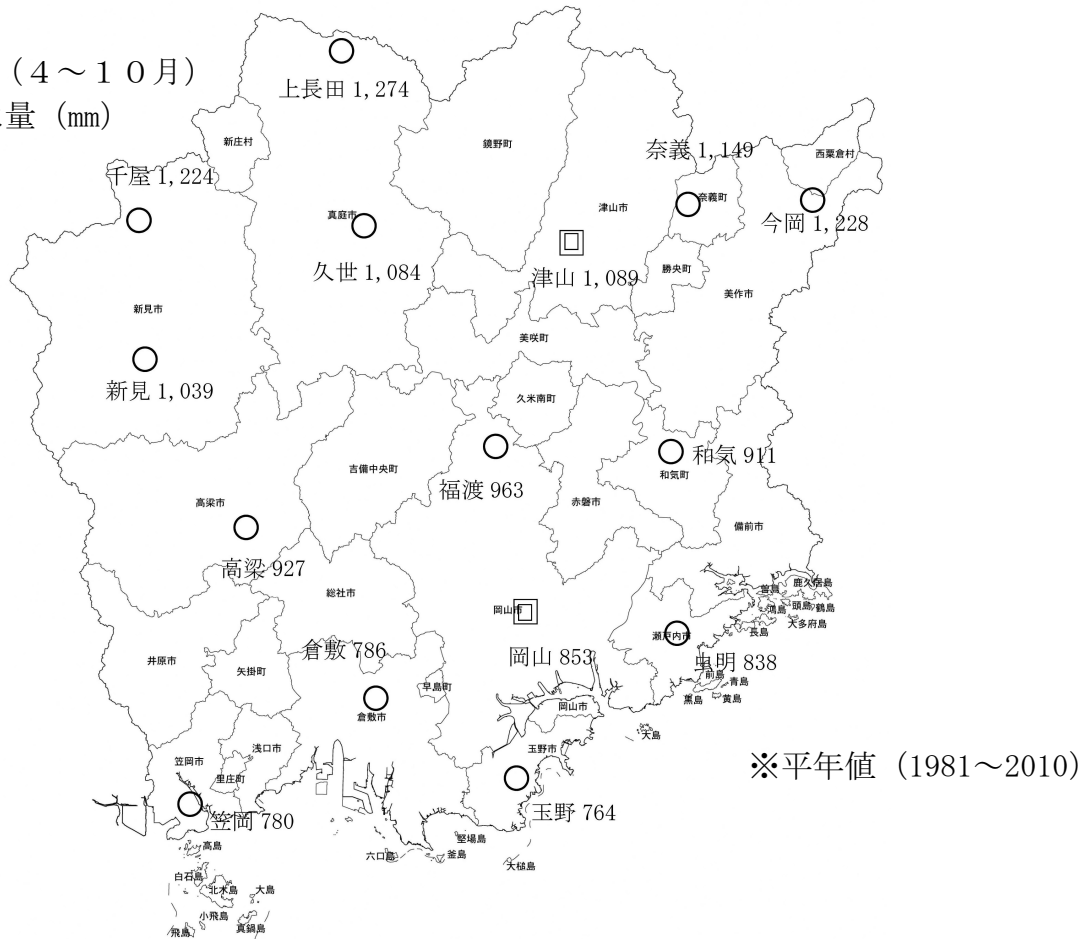 (4～10月)
量 (mm)
上長田 1,274
新庄村
鏡野町
奈義 1,149
西粟倉村
千屋 1,224
真庭市
津山市
奈義町
今岡 1,228
久世 1,084
津山 1,089
勝央町
美作市
新見市
美咲町
新見 1,039
久米南町
吉備中央町
福渡 963
和気 911
和気町
赤磐市
高梁市
備前市
高梁 927
総社市
岡山市
曽島
鹿久居島
鴻島
頭島
鶴島
長島
大多府島
瀬戸内市
倉敷 786
岡山 853
虫明 838
井原市
矢掛町
早島町
前島
青島
黒島
黄島
倉敷市
岡山市
大島
浅口市
玉野市
笠岡市
里庄町
※平年値 (1981～2010)
笠岡 780
玉野 764
高島
六口島
釜島
堅場島
大槌島
白石島
北木島
大島
小飛島
飛島
真鍋島